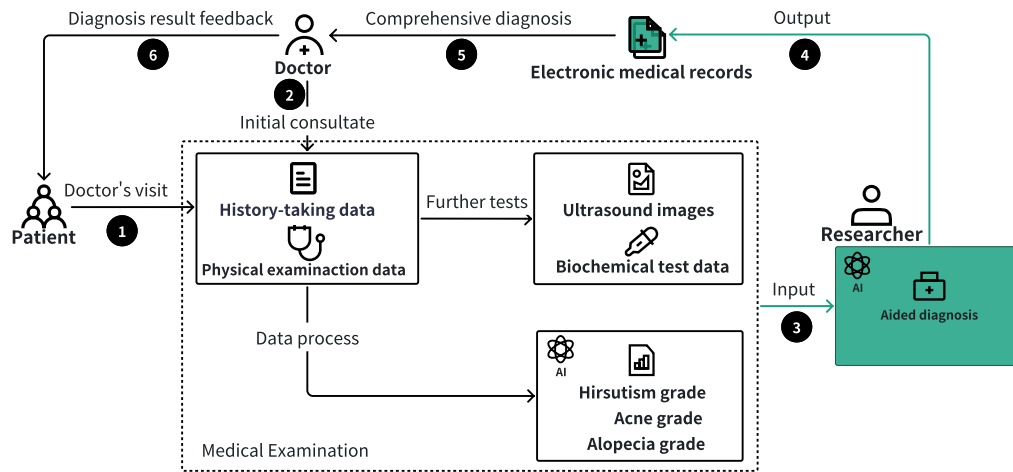 Diagnosis result feedback
6
Doctor
Comprehensive diagnosis
5
Electronic medical records
Output
4
2
Initial consultate
Patient
Doctor's visit
1
History-taking data
Physical examinaction data
Further tests
Ultrasound images
Biochemical test data
Input
3
Researcher
AI
Aided diagnosis
Data process
AI
Hirsutism grade
Acne grade
Alopecia grade
Medical Examination